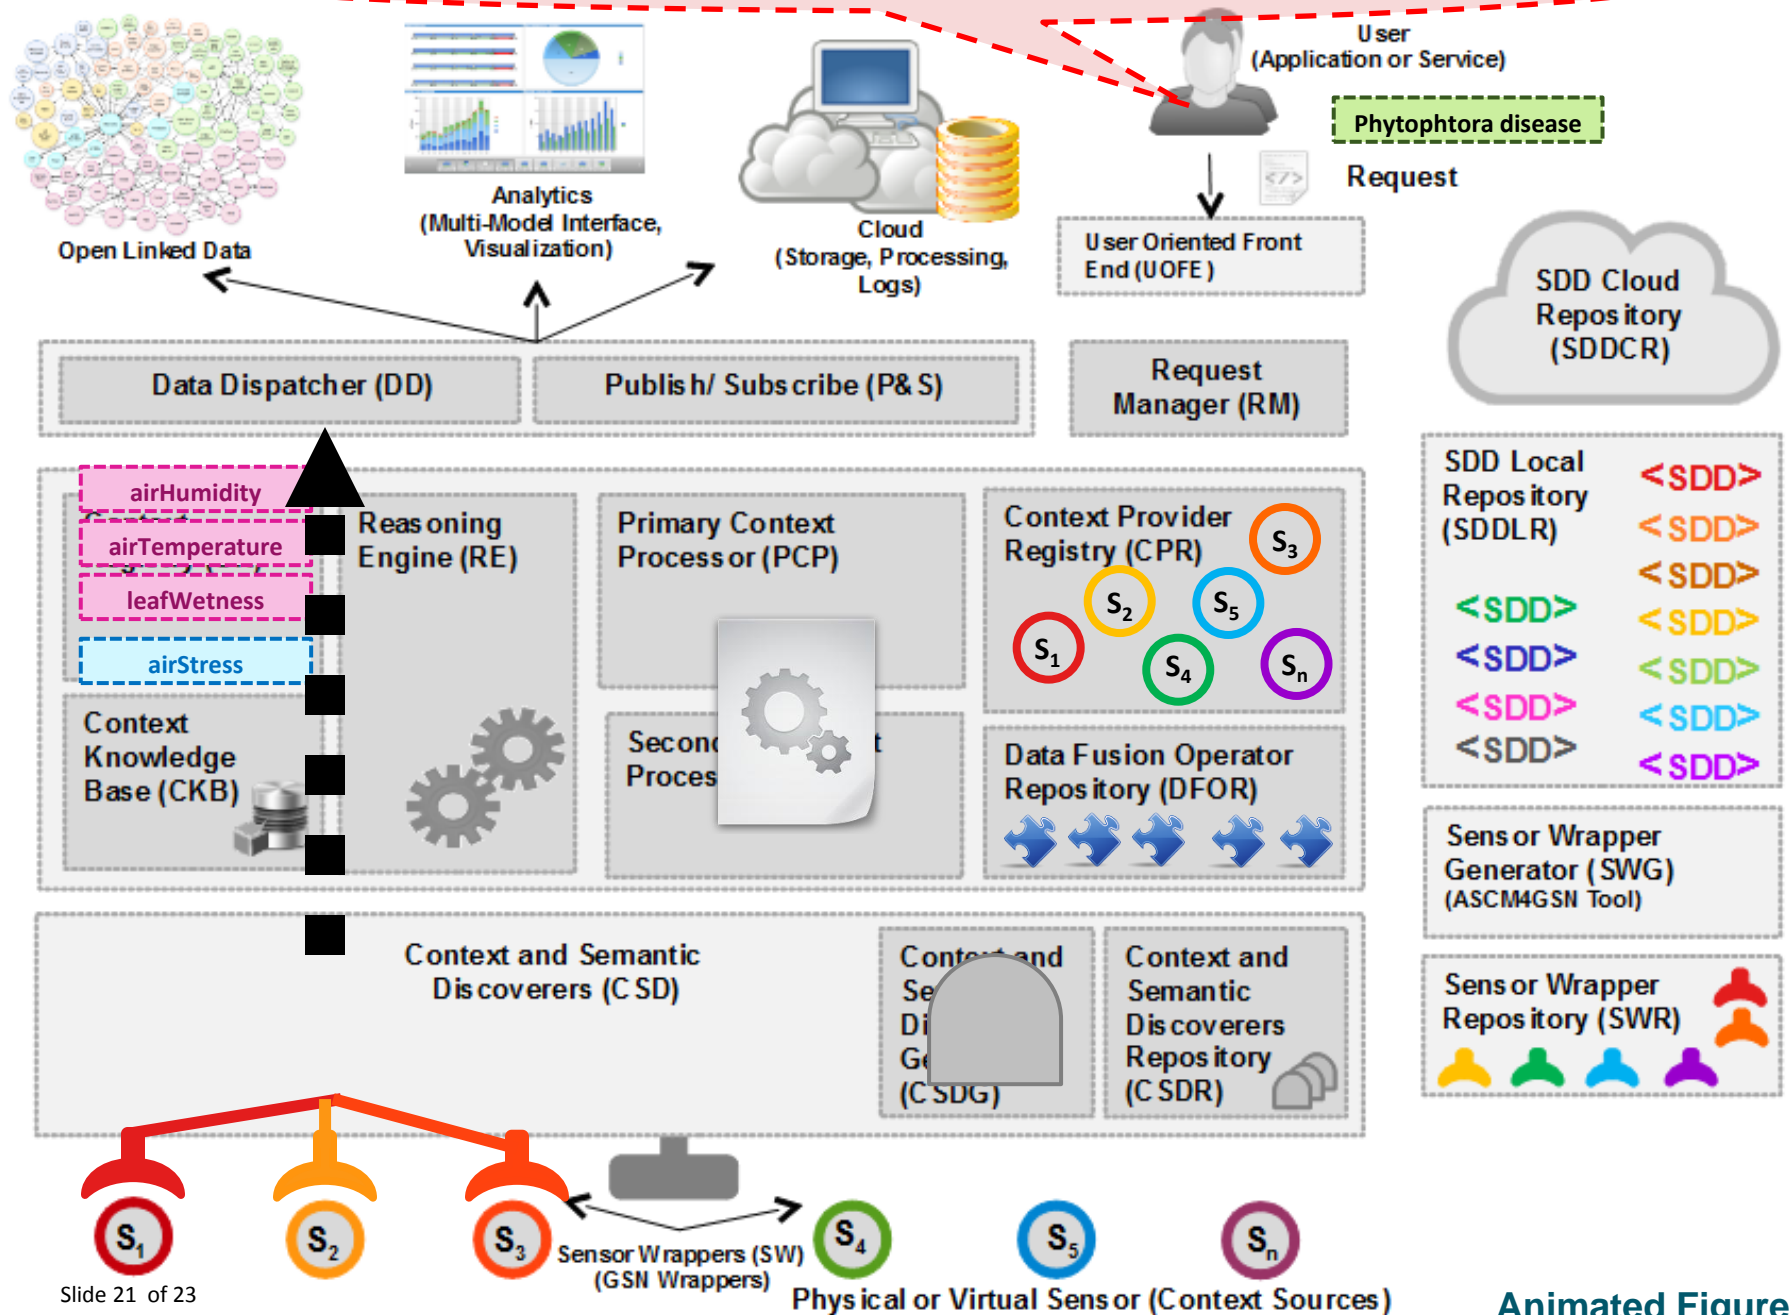 User
(Application or Service)
Phytophtora disease
Request
Open Linked Data
Analytics
(Multi-Model Interface,
Visualization)
Cloud
(Storage, Processing,
Logs)
User Oriented Front
End (UOFE)
SDD Cloud
Repository
(SDDCR)
Data Dispatcher (DD)
Publish/ Subscribe (P&S)
Request
Manager (RM)
airHumidity
airTemperature
leafWetness
airStress
Context
Knowledge
Base (CKB)
Reasoning
Engine (RE)
Primary Context
Processor (PCP)
Context Provider
Registry (CPR)
S1
S2
S3
S4
S5
Sn
Data Fusion Operator
Repository (DFOR)
SDD Local
Repository
(SDDLR)
<SDD>
<SDD>
<SDD>
<SDD>
<SDD>
<SDD>
<SDD>
<SDD>
<SDD>
<SDD>
<SDD>
Sensor Wrapper
Generator (SWG)
(ASCM4GSN Tool)
Sensor Wrapper
Repository (SWR)
Context and Semantic
Discoverers (CSD)
Context and
(CSDG)
Context and
Semantic
Discoverers
Repository
(CSDR)
S1
S2
S3
Sensor Wrappers (SW)
(GSN Wrappers)
S4
S5
Sn
Physical or Virtual Sensor (Context Sources)
Slide 21 of 23
Animated Figure